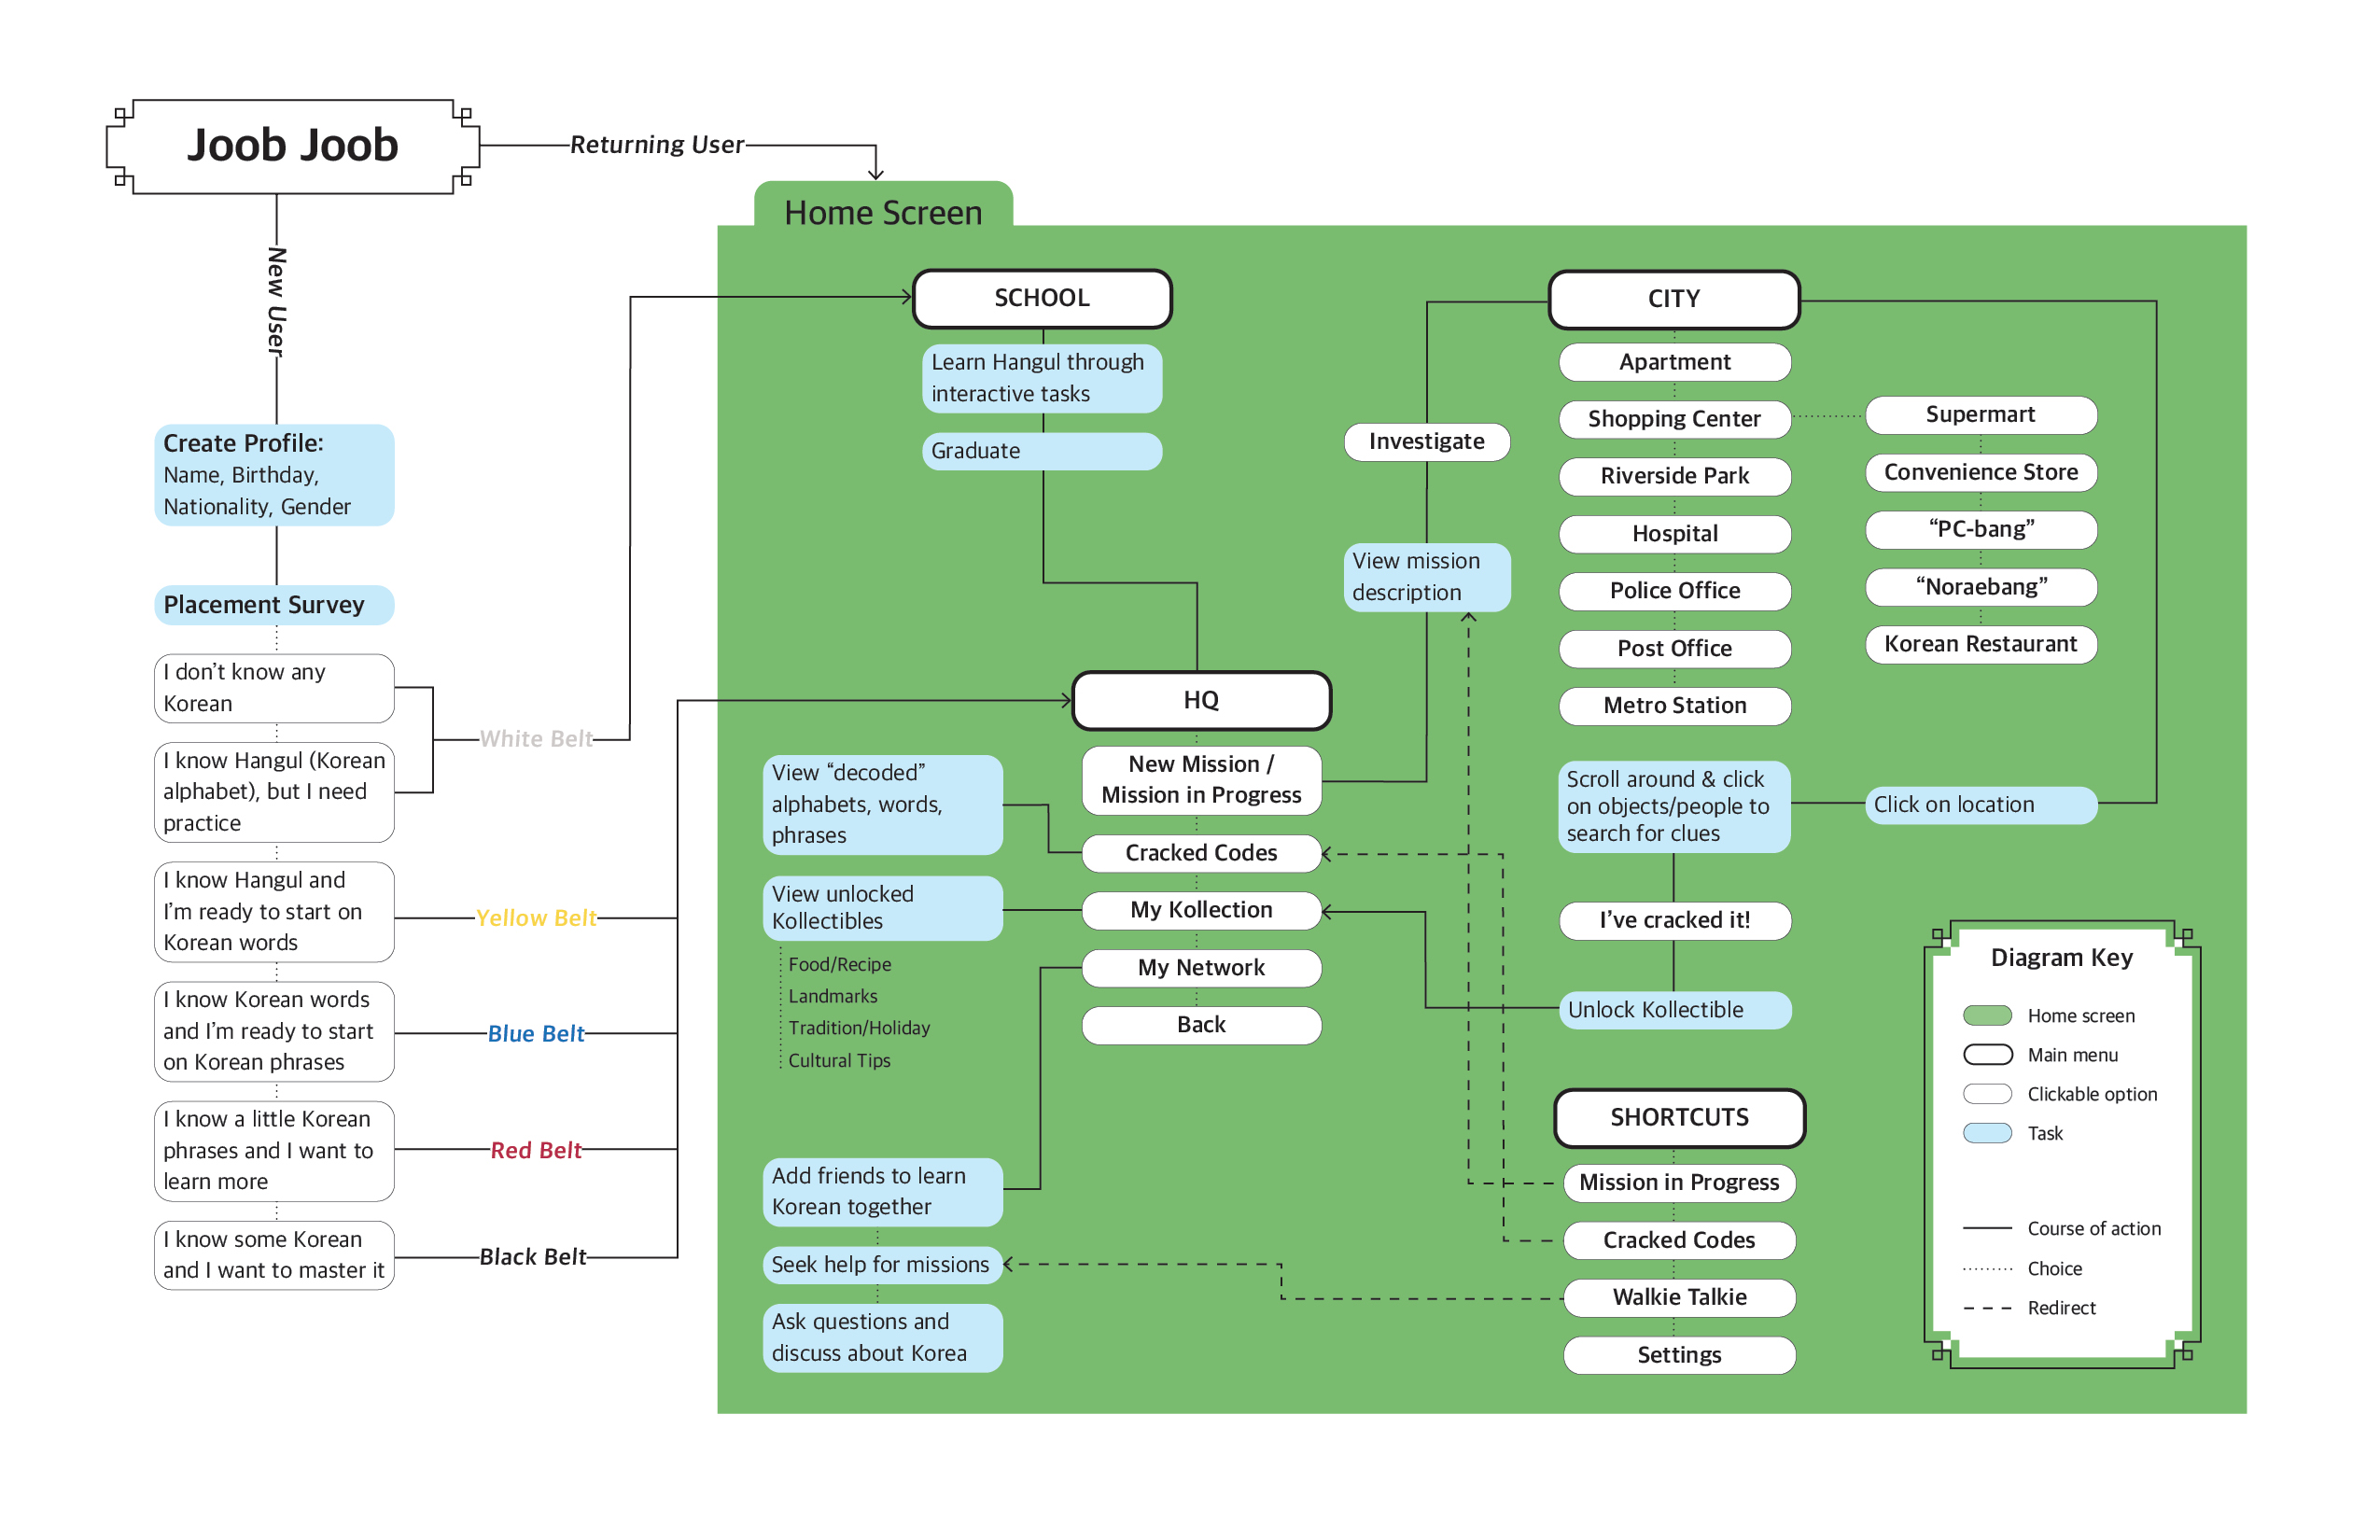 Joob Joob
Returning User
New User
Create Profile:
Name, Birthday,
Nationality, Gender
Placement Survey
I don’t know any
Korean
I know Hangul (Korean
alphabet), but I need
practice
I know Hangul and
I’m ready to start on
Korean words
I know Korean words
and I’m ready to start
on Korean phrases
I know a little Korean
phrases and I want to
learn more
I know some Korean
and I want to master it
White Belt
Yellow Belt
Blue Belt
Red Belt
Black Belt
Home Screen
SCHOOL
Learn Hangul through
interactive tasks
Graduate
HQ
New Mission /
Mission in Progress
Cracked Codes
My Kollection
My Network
Back
View “decoded”
alphabets, words,
phrases
View unlocked
Kollectibles
Food/Recipe
Landmarks
Tradition/Holiday
Cultural Tips
Add friends to learn
Korean together
Seek help for missions
Ask questions and
discuss about Korea
Investigate
View mission
description
CITY
Apartment
Shopping Center
Riverside Park
Hospital
Police Office
Post Office
Metro Station
Supermart
Convenience Store
“PC-bang”
“Noraebang”
Korean Restaurant
Click on location
Scroll around & click
on objects/people to
search for clues
I’ve cracked it!
Unlock Kollectible
SHORTCUTS
Mission in Progress
Cracked Codes
Walkie Talkie
Settings
Diagram Key
Home screen
Main menu
Clickable option
Task
Course of action
Choice
Redirect